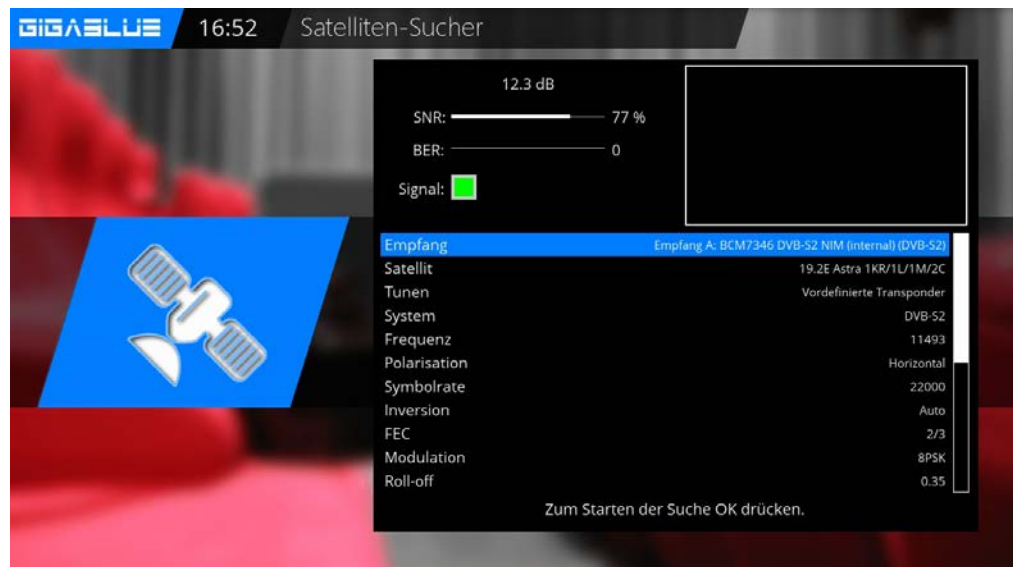 GIGABLUE 16:52 Satelliten-Sucher
12.3 dB
SNR: 77 %
BER: 0
Signal:
Empfang Empfang A: BCM7346 DVB-S2 NIM (internal) (DVB-S2)
Satellit 19.2E Astra 1KR/1L/1M/2C
Tunen Vordefinierte Transponder
System DVB-S2
Frequenz 11493
Polarisation Horizontal
Symbolrate 22000
Inversion Auto
FEC 2/3
Modulation 8PSK
Roll-off 0.35
Zum Starten der Suche OK drücken.